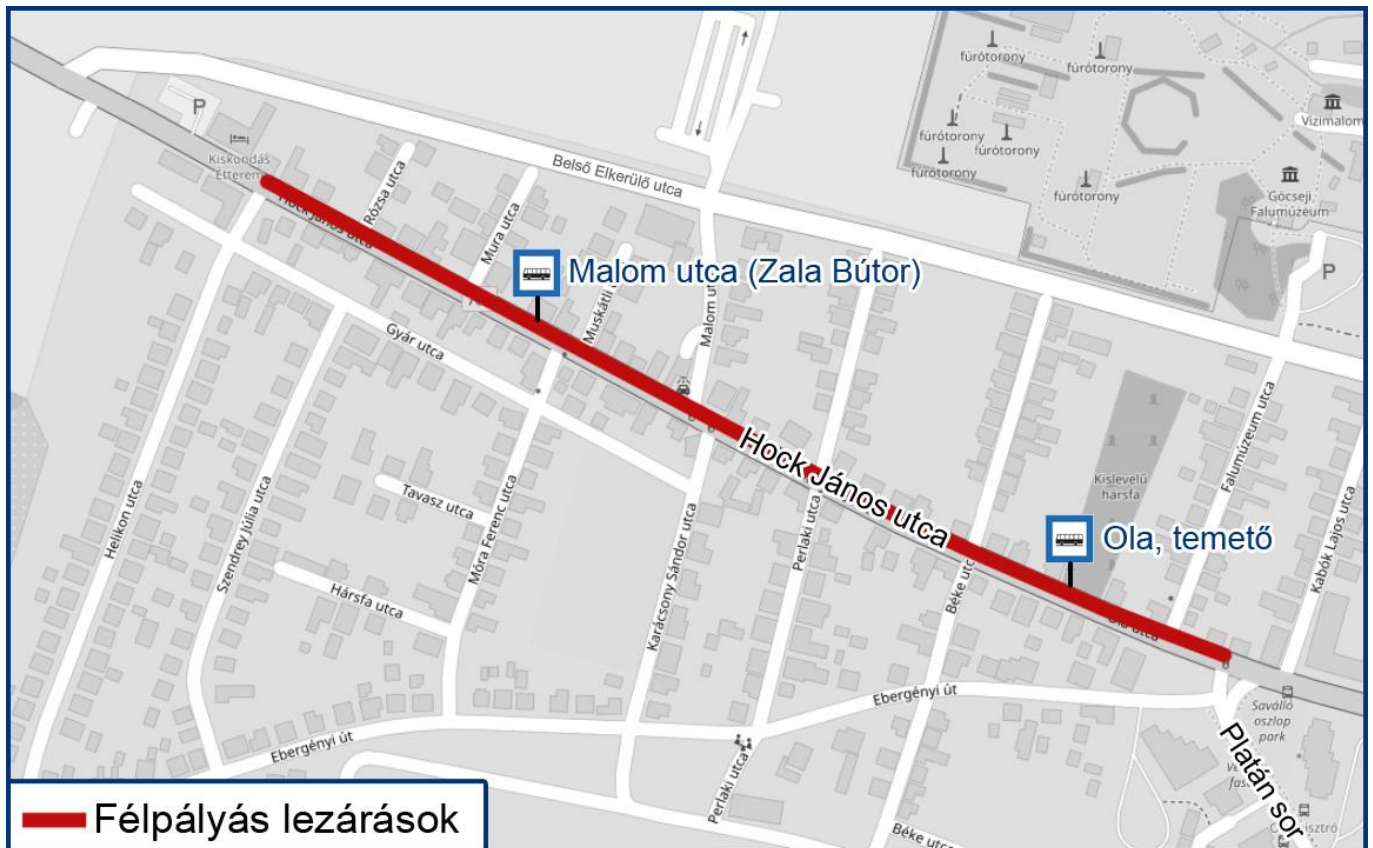 fúrótorony
fúrótorony
P
Vízimalom
fúrótorony
fúrótorony
fúrótorony
fúrótorony
Kiskondás
Étterem
Belső Elkerülő utca
Göcseji
Falumúzeum
Rózsa utca
Hock János utca
Mura utca
P
Malom utca (Zala Bútor)
Muskátli
Malom
Gyár utca
Falumúzeum utca
Hock János utca
Kislevelű
hársfa
Helikon utca
Szendrey Júlia utca
Tavasz utca
Móra Ferenc utca
Perlaki utca
Ola, temető
Kabók Lajos utca
Karácsony Sándor utca
Béke utca
Hársfa utca
Ola utca
Ebergényi út
Saválló
oszlop
park
Ebergényi út
Platán sor
Perlaki utca
Béke utca
Félpályás lezárások